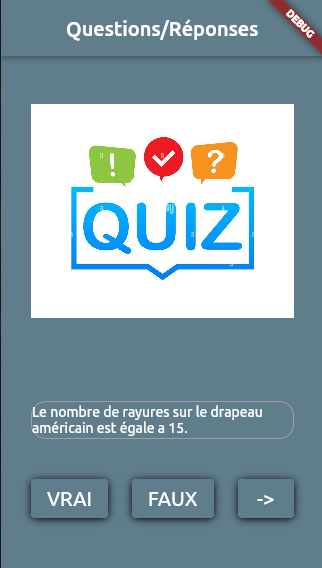 Questions/Réponses
DEBUG
! ?
QUIZ
Le nombre de rayures sur le drapeau
américain est égale a 15.
VRAI FAUX ->